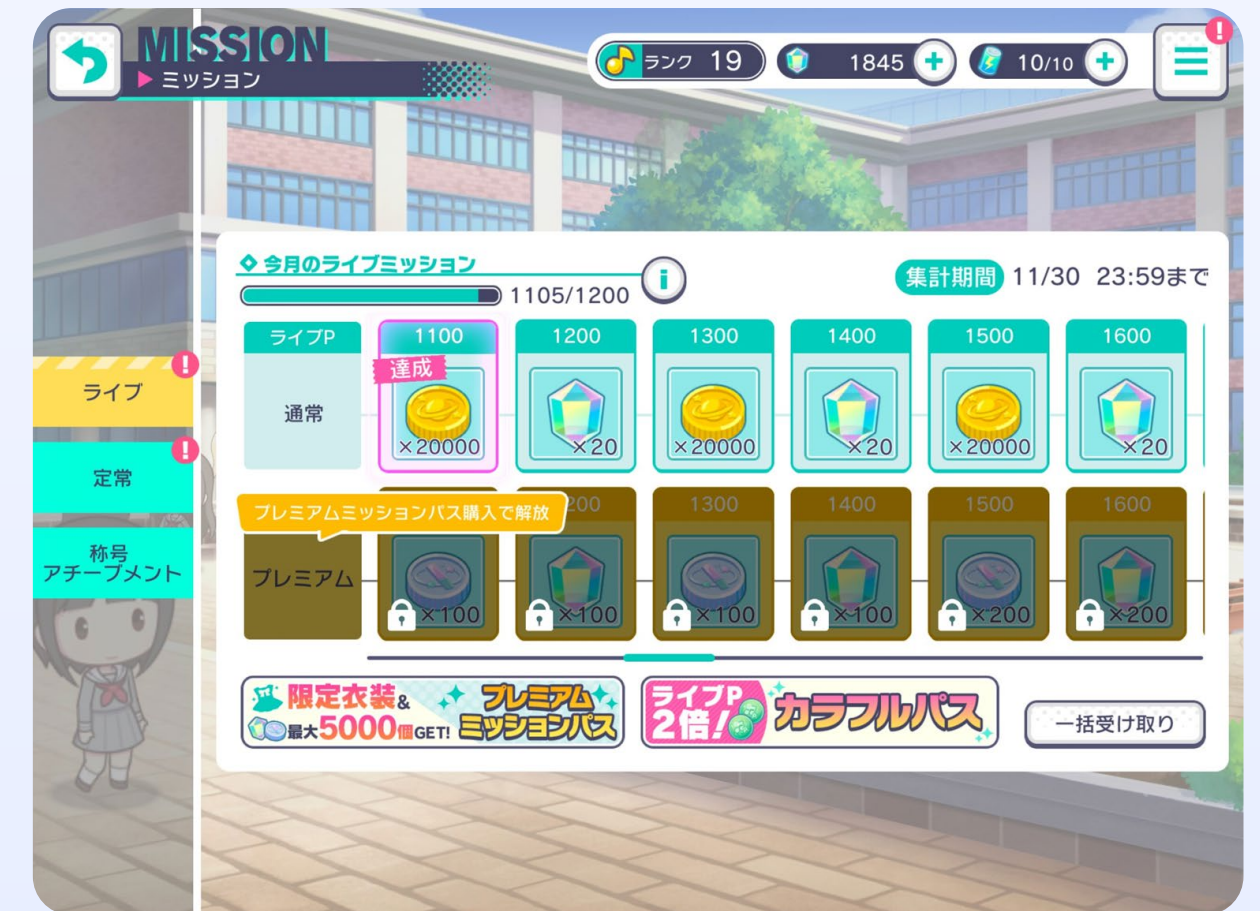 MISSION
ミッション
ランク 19
1845
10/10
今月のライブミッション
1105/1200
集計期間 11/30 23:59まで
ライブP
1100
1200
1300
1400
1500
1600
達成
通常
×20000
×20
×20000
×20
×20000
×20
プレミアムミッションパス購入で解放
200
1300
1400
1500
1600
プレミアム
×100
×100
×100
×100
×200
×200
ライブ
定常
称号
アチーブメント
限定衣装&
最大5000個GET!
プレミアム
ミッションパス
ライブP
2倍!
カラフルパス
一括受け取り